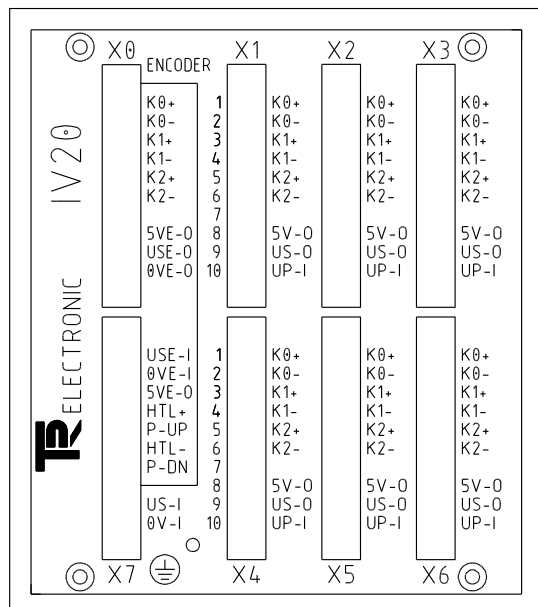 X0 X1 X2 X3
ENCODER
K0+ 1 K0+ K0+ K0+
K0- 2 K0- K0- K0-
K1+ 3 K1+ K1+ K1+
K1- 4 K1- K1- K1-
K2+ 5 K2+ K2+ K2+
K2- 6 K2- K2- K2-
7
5VE-O 8 5V-O 5V-O 5V-O
USE-O 9 US-O US-O US-O
0VE-O 10 UP-I UP-I UP-I
IV20
TR ELECTRONIC
USE-I 1 K0+ K0+ K0+
0VE-I 2 K0- K0- K0-
5VE-O 3 K1+ K1+ K1+
HTL+ 4 K1- K1- K1-
P-UP 5 K2+ K2+ K2+
HTL- 6 K2- K2- K2-
P-DN 7
8 5V-O 5V-O 5V-O
US-I 9 US-O US-O US-O
0V-I 10 UP-I UP-I UP-I
X7 X4 X5 X6